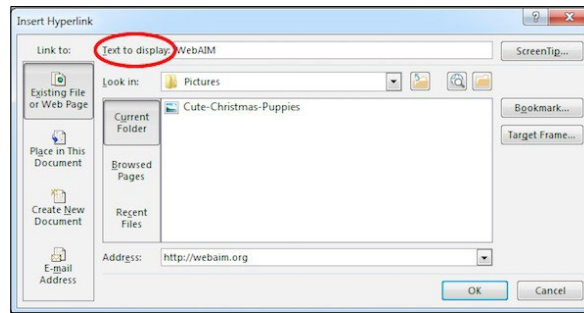 Insert Hyperlink
Link to:
Text to display: WebAIM
ScreenTip...
Existing File
or Web Page
Look in:
Pictures
Current
Folder
Cute-Christmas-Puppies
Bookmark...
Target Frame...
Place in This
Document
Browsed
Pages
Create New
Document
Recent
Files
E-mail
Address
Address:
http://webaim.org
OK
Cancel